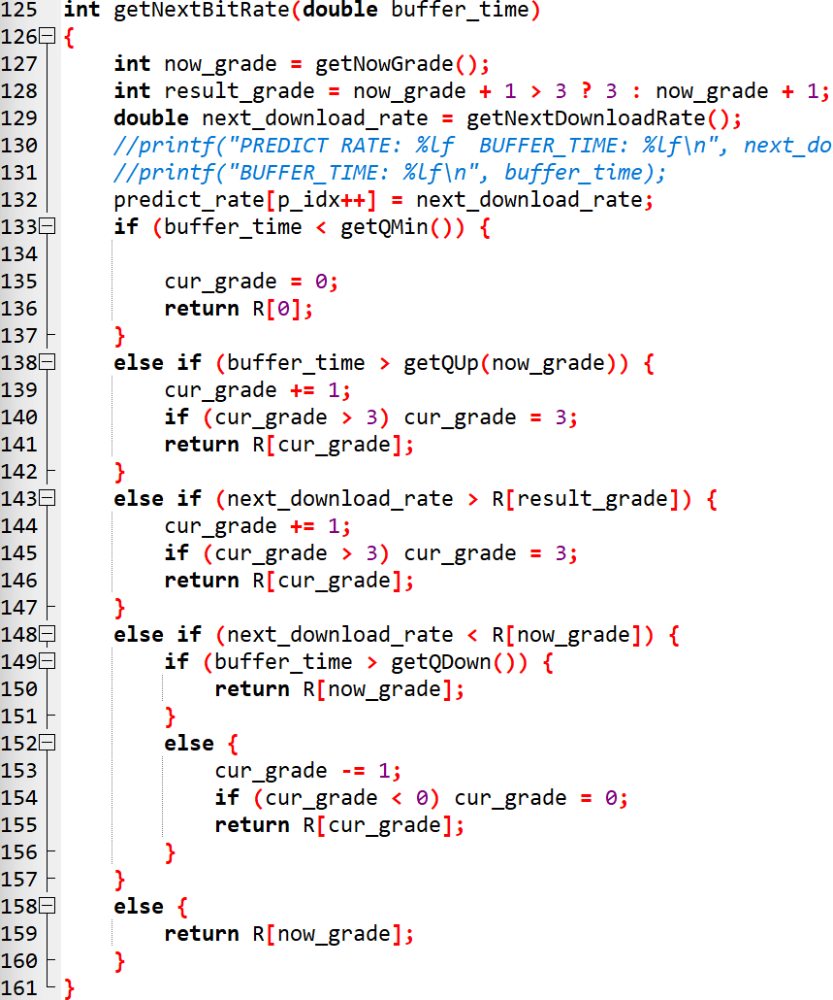 125 int getNextBitRate(double buffer_time)
126 {
127     int now_grade = getNowGrade();
128     int result_grade = now_grade + 1 > 3 ? 3 : now_grade + 1;
129     double next_download_rate = getNextDownloadRate();
130     //printf("PREDICT RATE: %lf  BUFFER_TIME: %lf\n", next_do
131     //printf("BUFFER_TIME: %lf\n", buffer_time);
132     predict_rate[p_idx++] = next_download_rate;
133     if (buffer_time < getQMin()) {
134
135         cur_grade = 0;
136         return R[0];
137     }
138     else if (buffer_time > getQUp(now_grade)) {
139         cur_grade += 1;
140         if (cur_grade > 3) cur_grade = 3;
141         return R[cur_grade];
142     }
143     else if (next_download_rate > R[result_grade]) {
144         cur_grade += 1;
145         if (cur_grade > 3) cur_grade = 3;
146         return R[cur_grade];
147     }
148     else if (next_download_rate < R[now_grade]) {
149         if (buffer_time > getQDown()) {
150             return R[now_grade];
151         }
152         else {
153             cur_grade -= 1;
154             if (cur_grade < 0) cur_grade = 0;
155             return R[cur_grade];
156         }
157     }
158     else {
159         return R[now_grade];
160     }
161 }